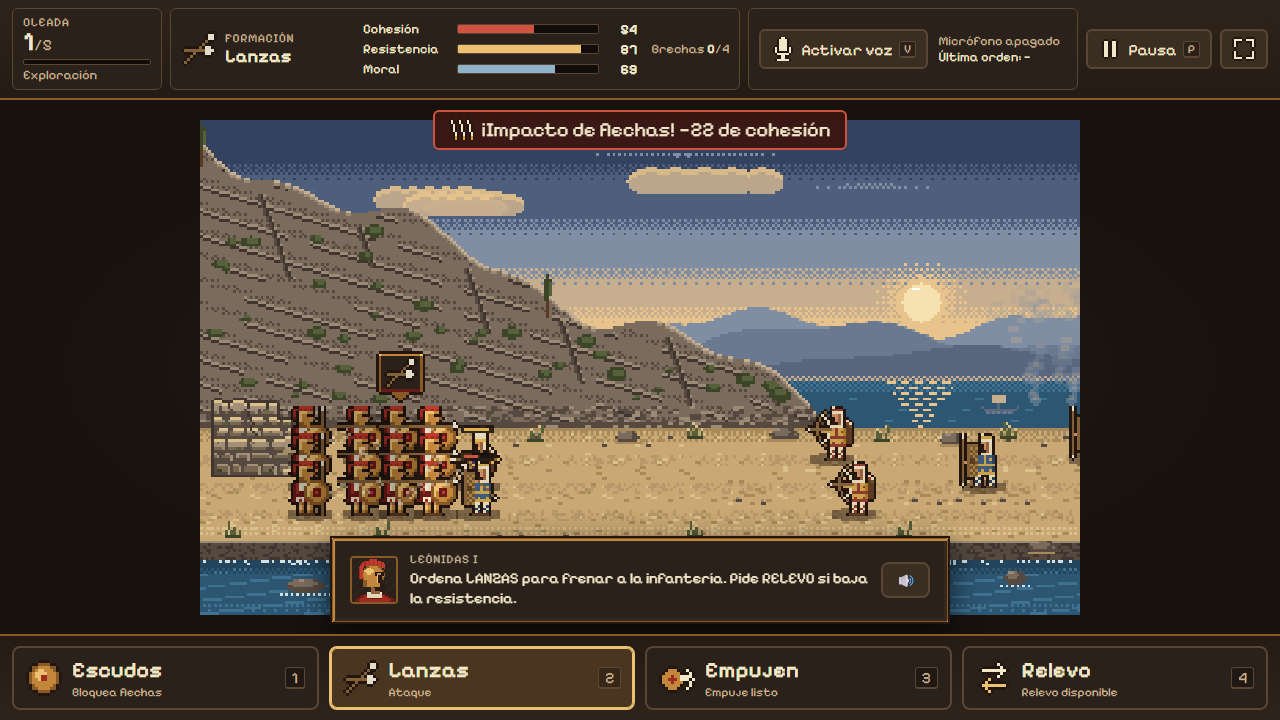 OLEADA
1/8
Exploración
FORMACIÓN
Lanzas
Cohesión 54
Resistencia 87 Brechas 0/4
Moral 69
Activar voz V
Micrófono apagado
Última orden: -
Pausa P
¡Impacto de flechas! -22 de cohesión
LEÓNIDAS I
Ordena LANZAS para frenar a la infantería. Pide RELEVO si baja
la resistencia.
Escudos 1
Bloquea flechas
Lanzas 2
Ataque
Empujen 3
Empuje listo
Relevo 4
Relevo disponible